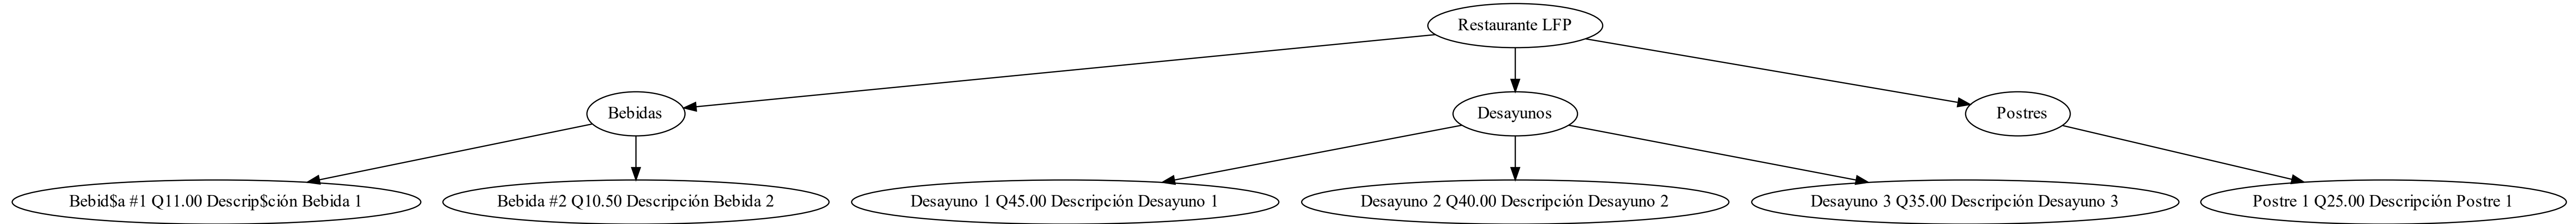 Restaurante LFP
Bebidas
Desayunos
Postres
Bebid$a #1 Q11.00 Descrip$ción Bebida 1
Bebida #2 Q10.50 Descripción Bebida 2
Desayuno 1 Q45.00 Descripción Desayuno 1
Desayuno 2 Q40.00 Descripción Desayuno 2
Desayuno 3 Q35.00 Descripción Desayuno 3
Postre 1 Q25.00 Descripción Postre 1